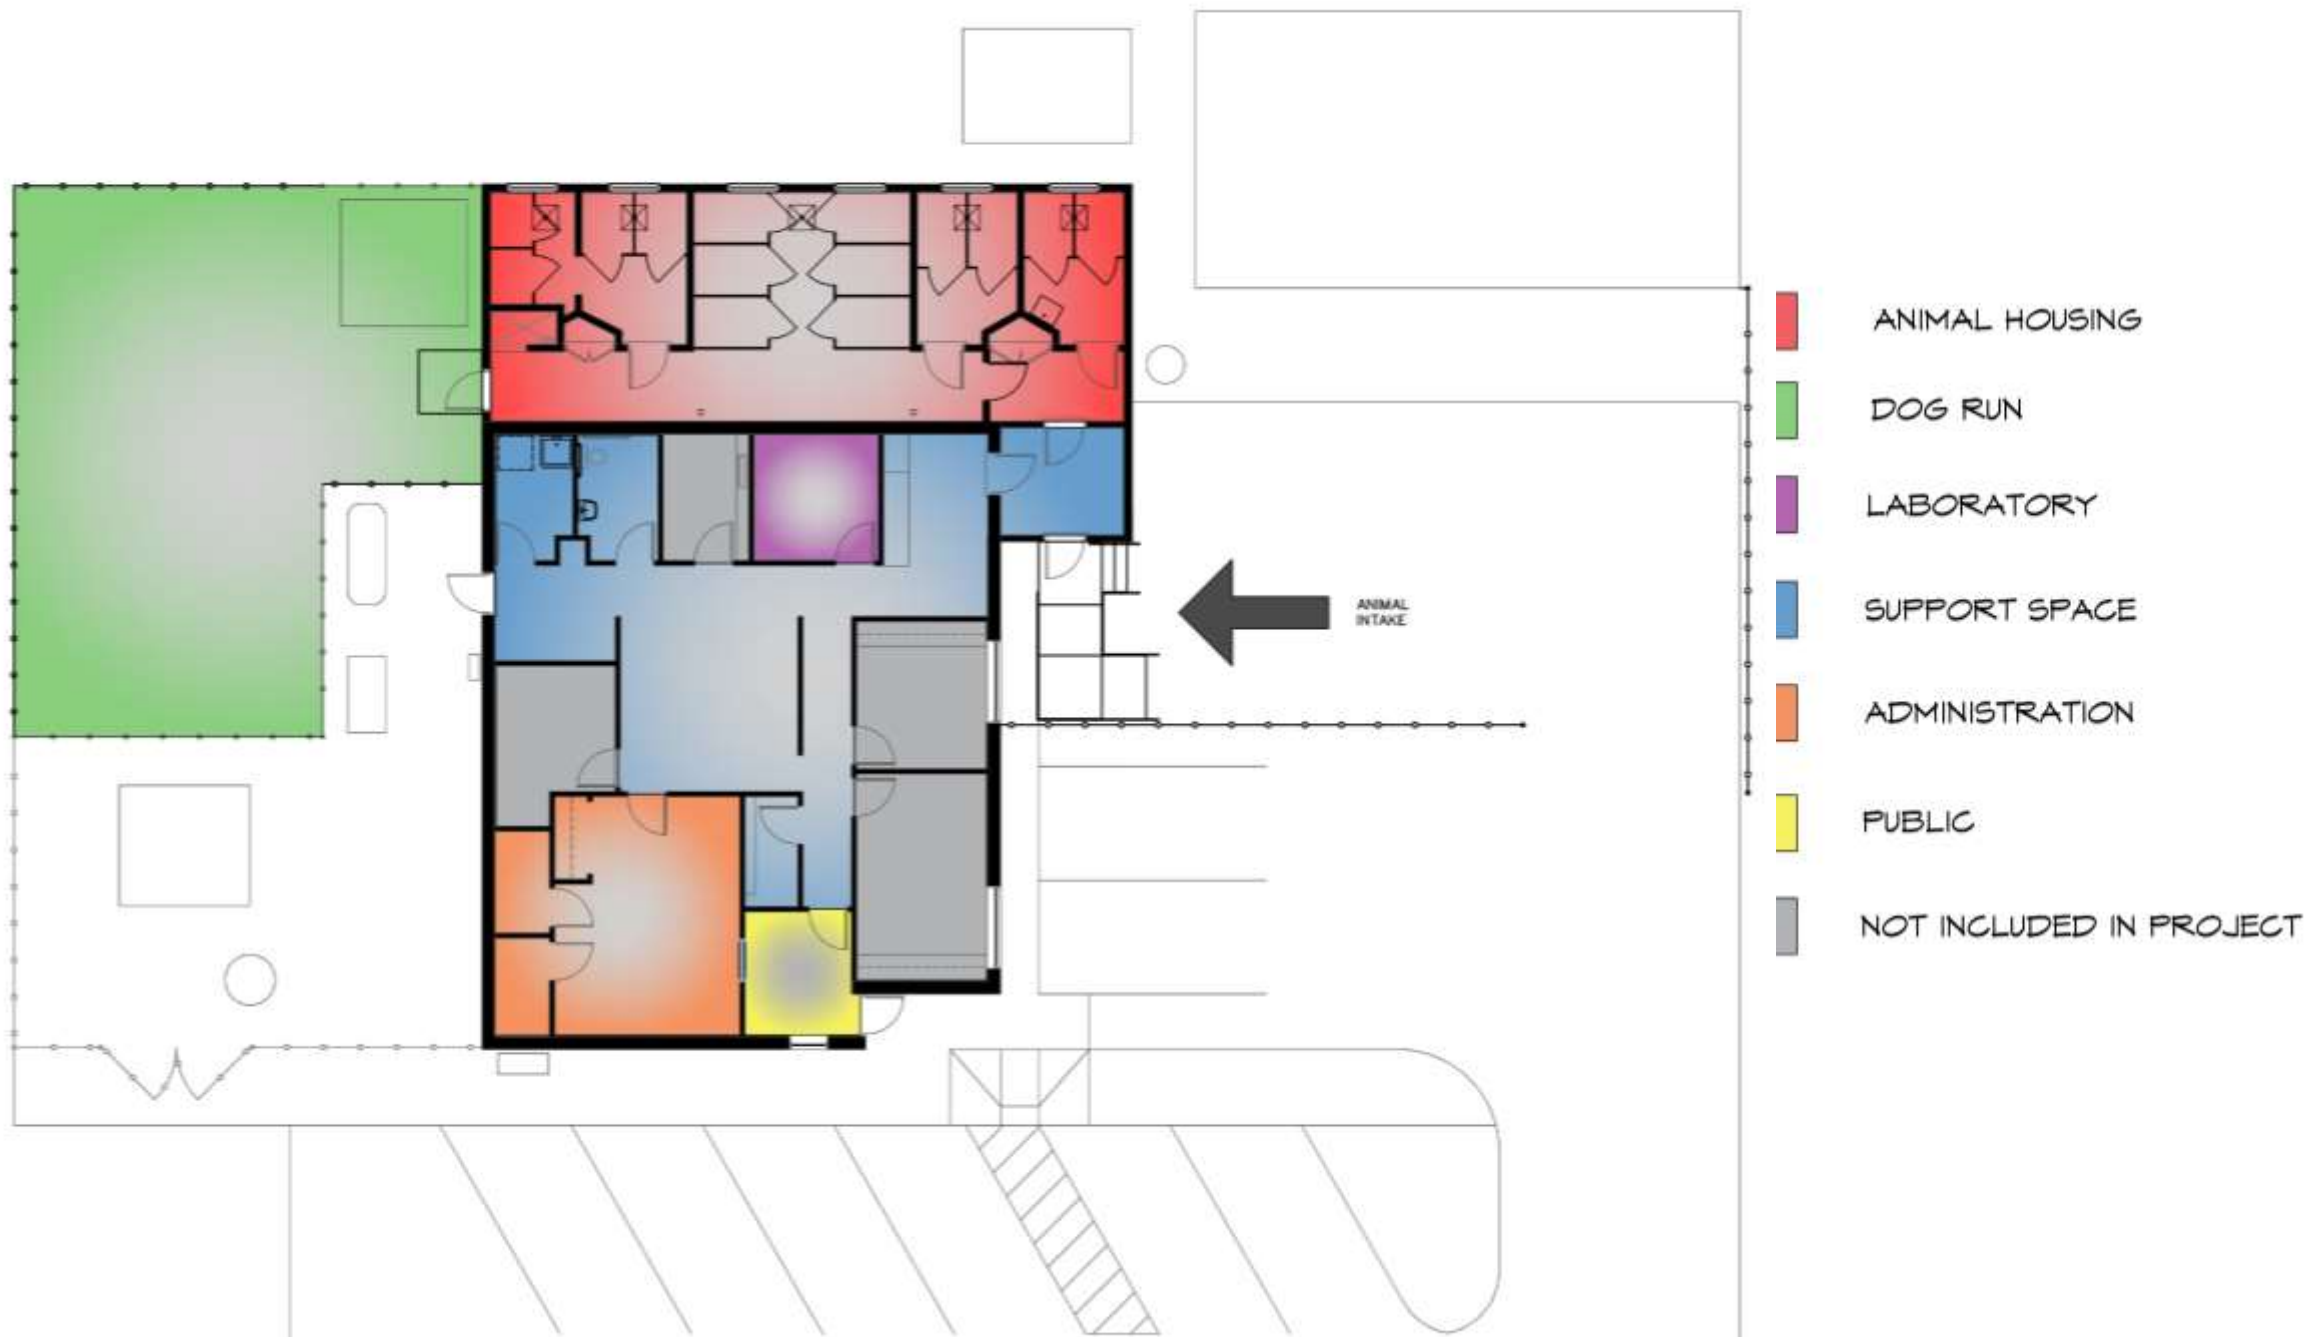 ANIMAL HOUSING
DOG RUN
LABORATORY
SUPPORT SPACE
ADMINISTRATION
PUBLIC
NOT INCLUDED IN PROJECT
ANIMAL
INTAKE